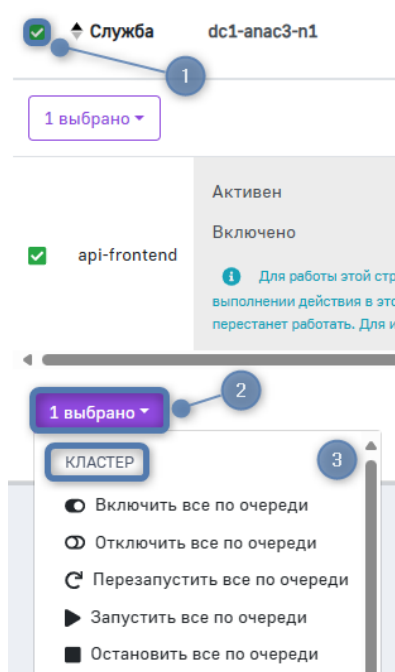 Служба dc1-anac3-n1
1
1 выбрано
Активен
Включено
api-frontend
Для работы этой стр
выполнении действия в это
перестанет работать. Для и
2
1 выбрано
КЛАСТЕР
3
Включить все по очереди
Отключить все по очереди
Перезапустить все по очереди
Запустить все по очереди
Остановить все по очереди